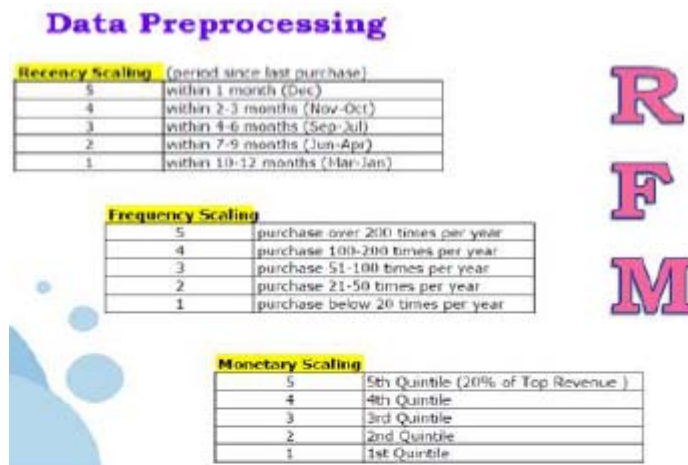 Data Preprocessing
Recency Scaling (period since last purchase)
5 within 1 month (Dec)
4 within 2-3 months (Nov-Oct)
3 within 4-6 months (Sep-Jul)
2 within 7-9 months (Jun-Apr)
1 within 10-12 months (Mar-Jan)
R
F
M
Frequency Scaling
5 purchase over 200 times per year
4 purchase 100-200 times per year
3 purchase 51-100 times per year
2 purchase 21-50 times per year
1 purchase below 20 times per year
Monetary Scaling
5 5th Quintile (20% of Top Revenue )
4 4th Quintile
3 3rd Quintile
2 2nd Quintile
1 1st Quintile